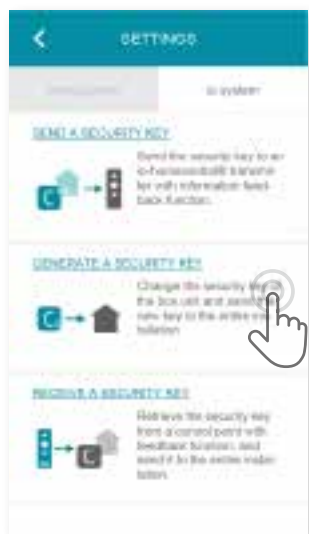 SETTINGS
io system
SEND A SECURITY KEY
Send the security key to an
io-homecontrol® transmit-
ter with information feed-
back function.
GENERATE A SECURITY KEY
Change the security key of
the box unit and send the
new key to the entire
RECEIVE A SECURITY KEY
Retrieve the security key
from a control point with
feedback function, and
send it to the entire instal-
lation.